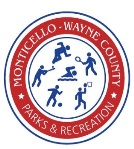 MONTICELLO - WAYNE COUNTY
PARKS & RECREATION